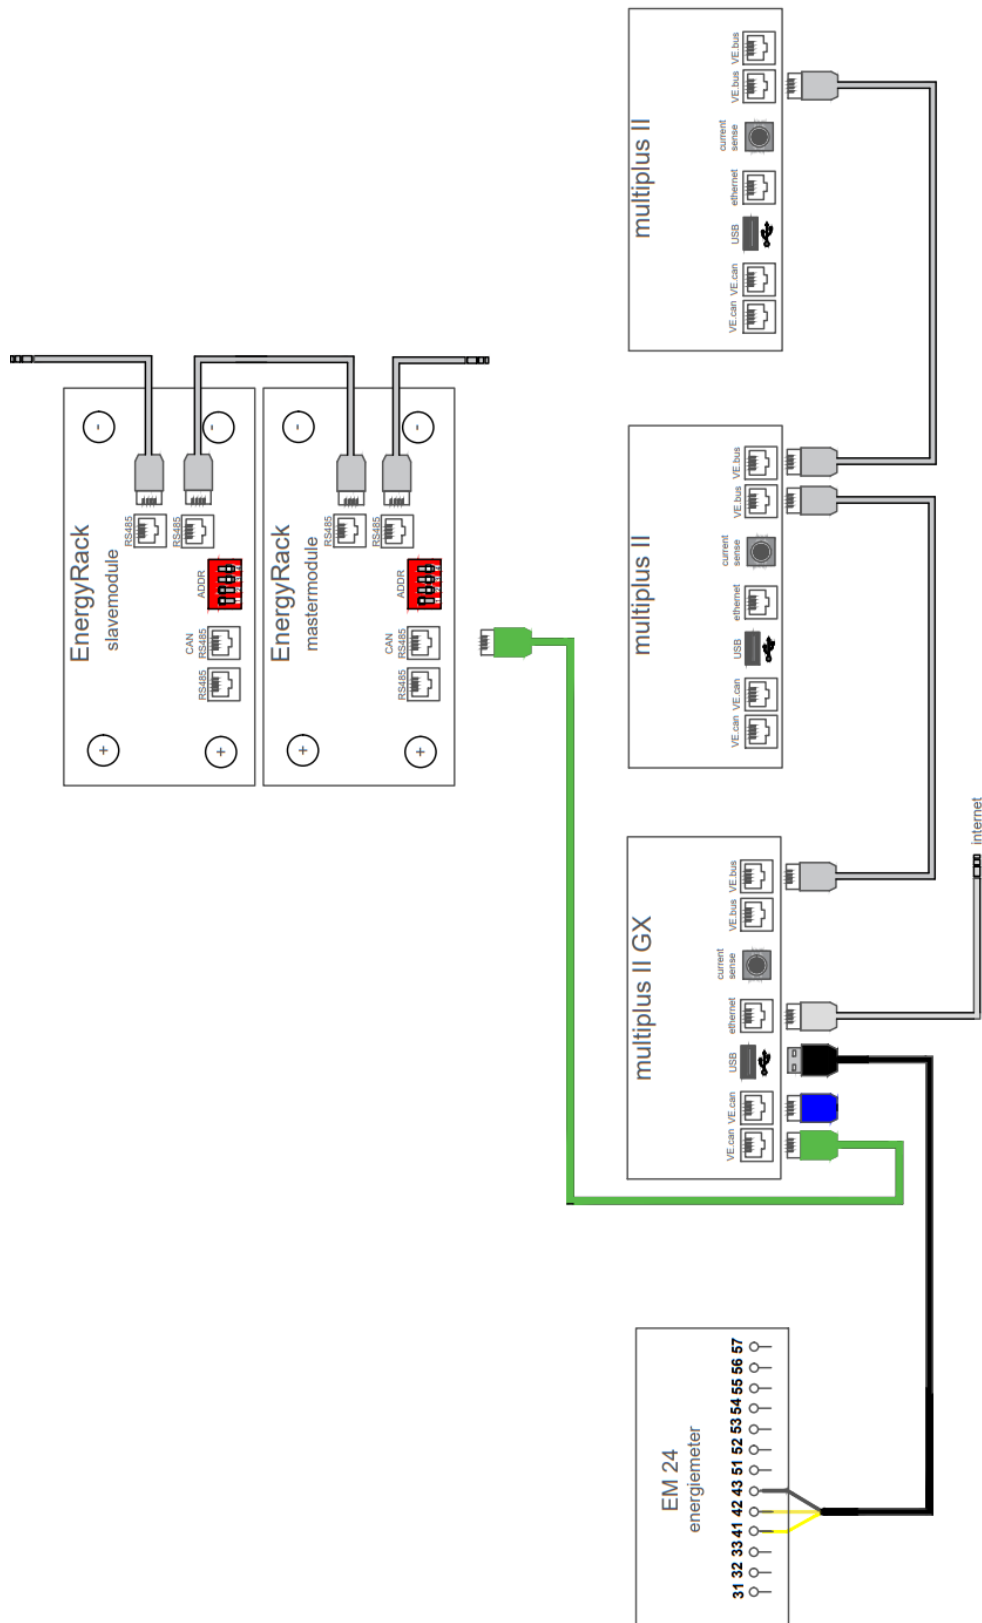 EnergyRack
slavemodule
RS485
RS485
ADDR
CAN
RS485
RS485
-
-
+
+
EnergyRack
mastermodule
RS485
RS485
ADDR
CAN
RS485
RS485
-
-
+
+
multiplus II
VE.can
VE.can
USB
ethernet
current
sense
VE.bus
VE.bus
multiplus II
VE.can
VE.can
USB
ethernet
current
sense
VE.bus
VE.bus
multiplus II GX
VE.can
VE.can
USB
ethernet
current
sense
VE.bus
VE.bus
internet
EM 24
energiemeter
31 32 33 41 42 43 51 52 53 54 55 56 57